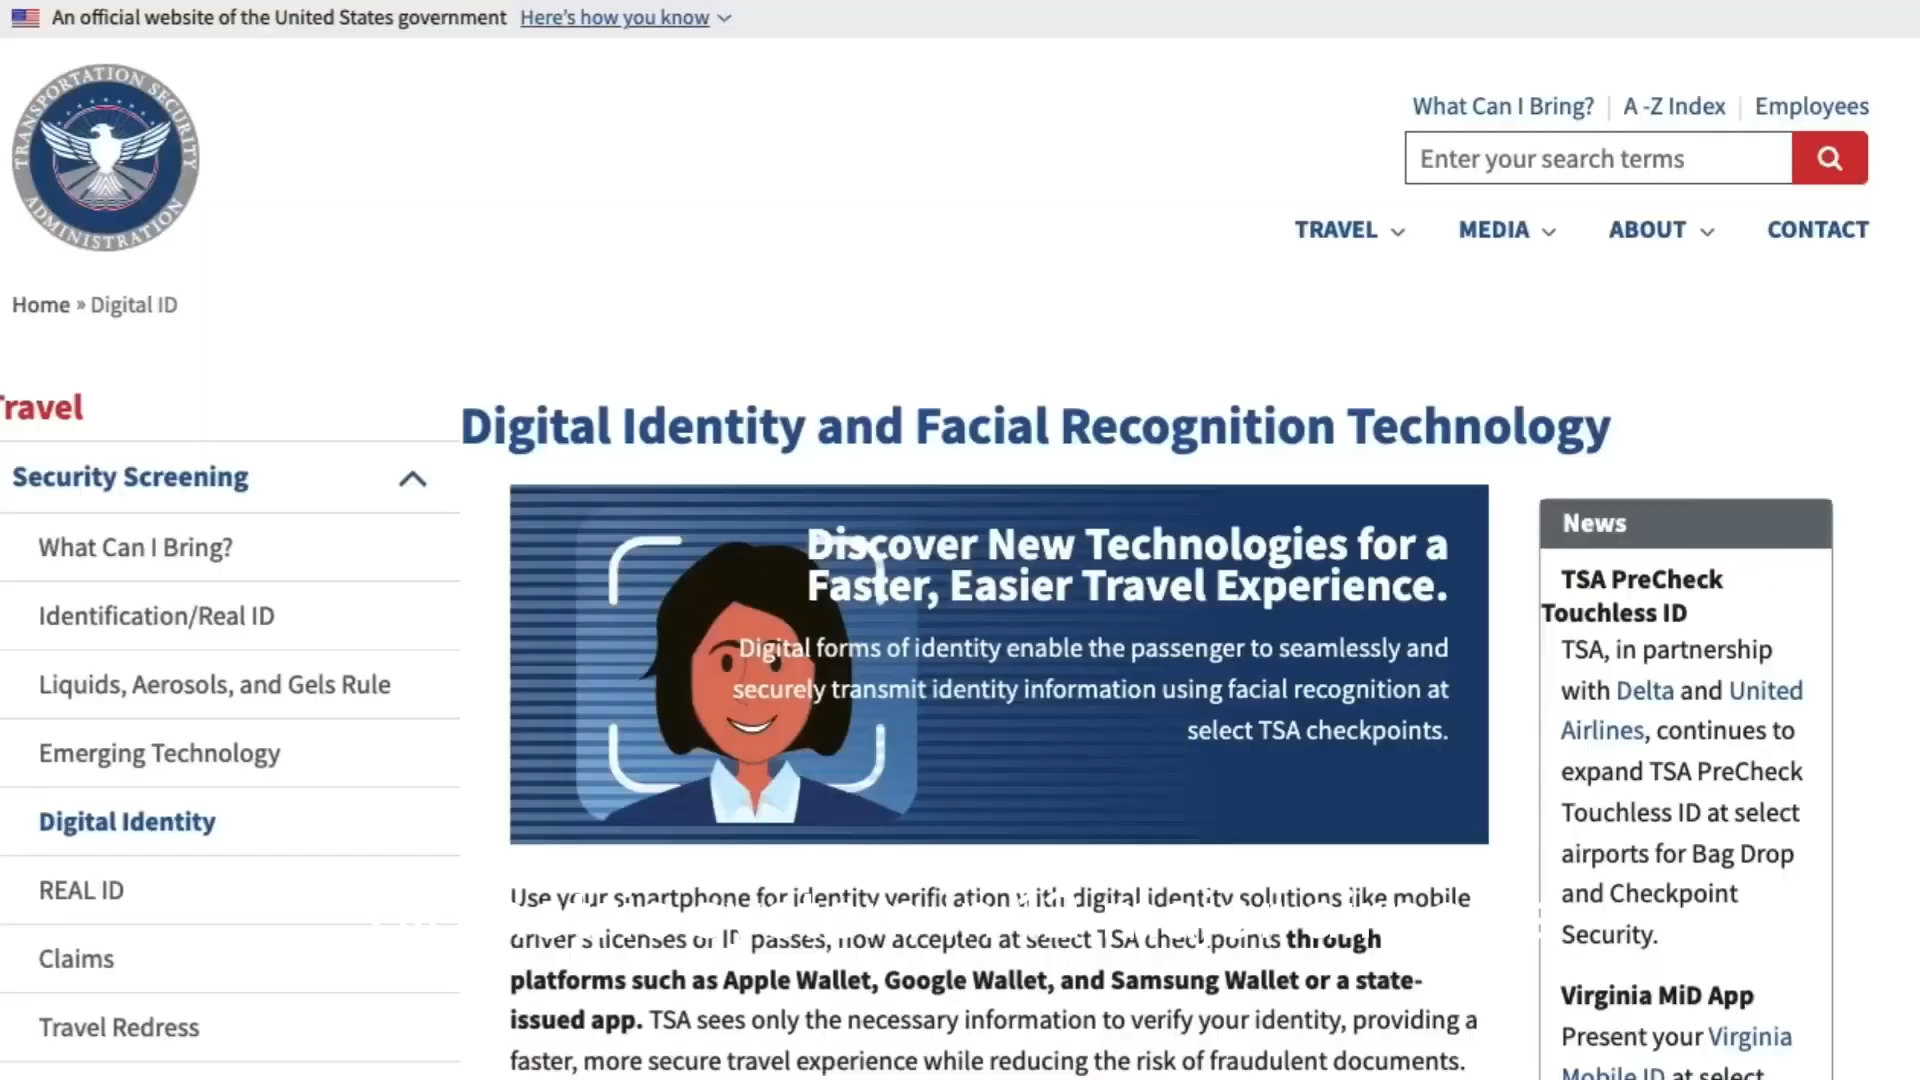 An official website of the United States government Here's how you know
TRANSPORTATION SECURITY ADMINISTRATION
What Can I Bring? A -Z Index Employees
Enter your search terms
TRAVEL MEDIA ABOUT CONTACT
Home » Digital ID
Travel
Security Screening
What Can I Bring?
Identification/Real ID
Liquids, Aerosols, and Gels Rule
Emerging Technology
Digital Identity
REAL ID
Claims
Travel Redress
Digital Identity and Facial Recognition Technology
Discover New Technologies for a
Faster, Easier Travel Experience.
Digital forms of identity enable the passenger to seamlessly and
securely transmit identity information using facial recognition at
select TSA checkpoints.
Use your smartphone for identity verification with digital identity solutions like mobile
driver's licenses or ID passes, now accepted at select TSA checkpoints through
platforms such as Apple Wallet, Google Wallet, and Samsung Wallet or a state-
issued app. TSA sees only the necessary information to verify your identity, providing a
faster, more secure travel experience while reducing the risk of fraudulent documents.
News
TSA PreCheck
Touchless ID
TSA, in partnership
with Delta and United
Airlines, continues to
expand TSA PreCheck
Touchless ID at select
airports for Bag Drop
and Checkpoint
Security.
Virginia MiD App
Present your Virginia
Mobile ID at select